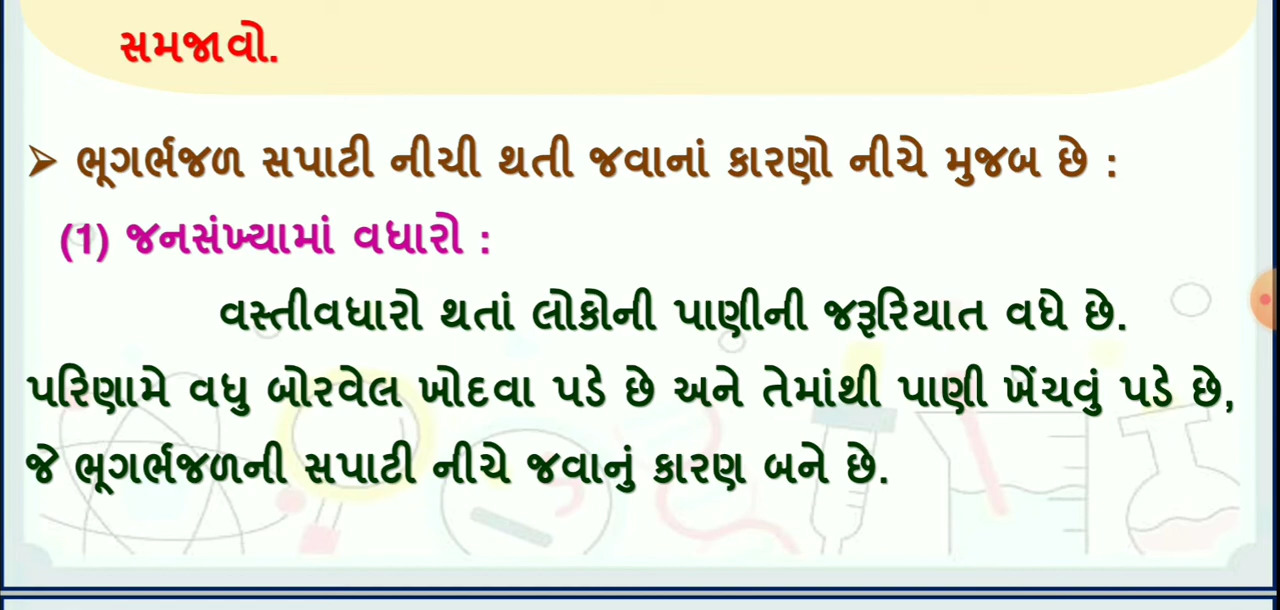 સમજાવો.
➢ ભૂગર્ભજળ સપાટી નીચી થતી જવાનાં કારણો નીચે મુજબ છે :
(1) જનસંખ્યામાં વધારો :
વસ્તીવધારો થતાં લોકોની પાણીની જરૂરિયાત વધે છે.
પરિણામે વધુ બોરવેલ ખોદવા પડે છે અને તેમાંથી પાણી ખેંચવું પડે છે,
જે ભૂગર્ભજળની સપાટી નીચે જવાનું કારણ બને છે.